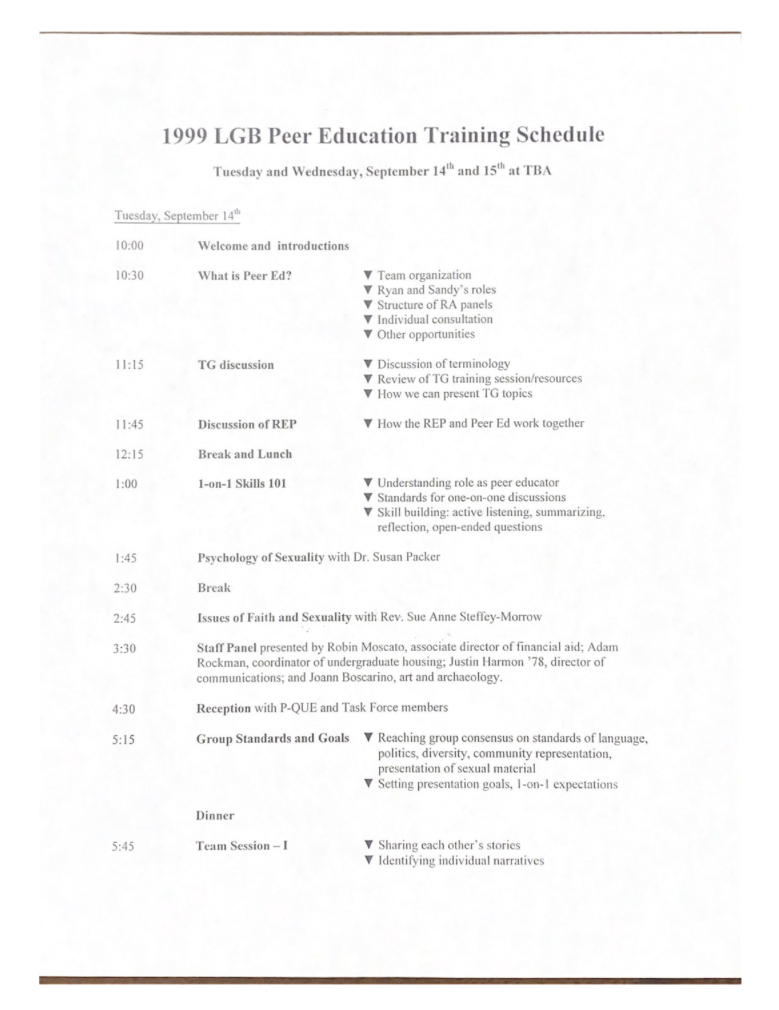 1999 LGB Peer Education Training Schedule
Tuesday and Wednesday, September 14th and 15th at TBA
Tuesday, September 14th
10:00 Welcome and introductions
10:30 What is Peer Ed? ▼ Team organization
▼ Ryan and Sandy's roles
▼ Structure of RA panels
▼ Individual consultation
▼ Other opportunities
11:15 TG discussion ▼ Discussion of terminology
▼ Review of TG training session/resources
▼ How we can present TG topics
11:45 Discussion of REP ▼ How the REP and Peer Ed work together
12:15 Break and Lunch
1:00 1-on-1 Skills 101 ▼ Understanding role as peer educator
▼ Standards for one-on-one discussions
▼ Skill building: active listening, summarizing,
reflection, open-ended questions
1:45 Psychology of Sexuality with Dr. Susan Packer
2:30 Break
2:45 Issues of Faith and Sexuality with Rev. Sue Anne Steffey-Morrow
3:30 Staff Panel presented by Robin Moscato, associate director of financial aid; Adam
Rockman, coordinator of undergraduate housing; Justin Harmon '78, director of
communications; and Joann Boscarino, art and archaeology.
4:30 Reception with P-QUE and Task Force members
5:15 Group Standards and Goals ▼ Reaching group consensus on standards of language,
politics, diversity, community representation,
presentation of sexual material
▼ Setting presentation goals, 1-on-1 expectations
Dinner
5:45 Team Session – I ▼ Sharing each other's stories
▼ Identifying individual narratives